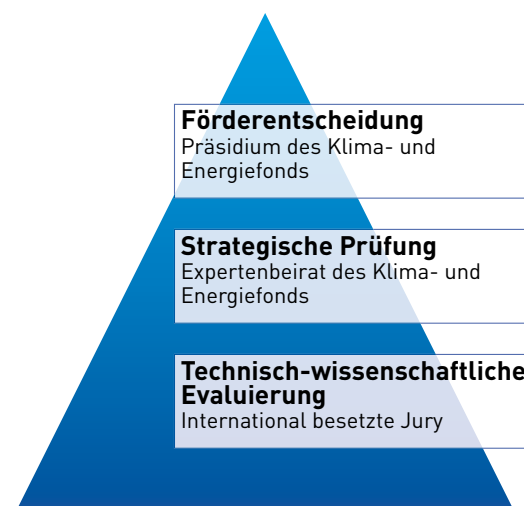 Förderentscheidung
Präsidium des Klima- und
Energiefonds
Strategische Prüfung
Expertenbeirat des Klima- und
Energiefonds
Technisch-wissenschaftliche
Evaluierung
International besetzte Jury